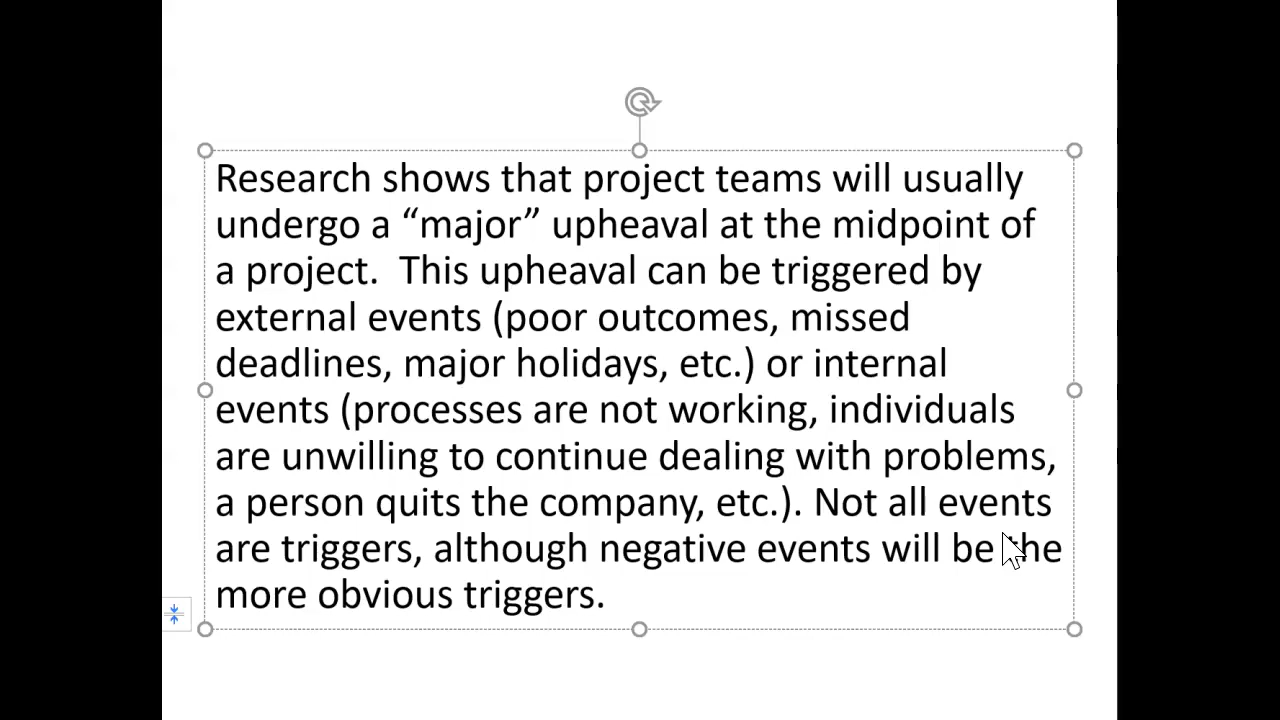 Research shows that project teams will usually
undergo a “major” upheaval at the midpoint of
a project.  This upheaval can be triggered by
external events (poor outcomes, missed
deadlines, major holidays, etc.) or internal
events (processes are not working, individuals
are unwilling to continue dealing with problems,
a person quits the company, etc.). Not all events
are triggers, although negative events will be the
more obvious triggers.